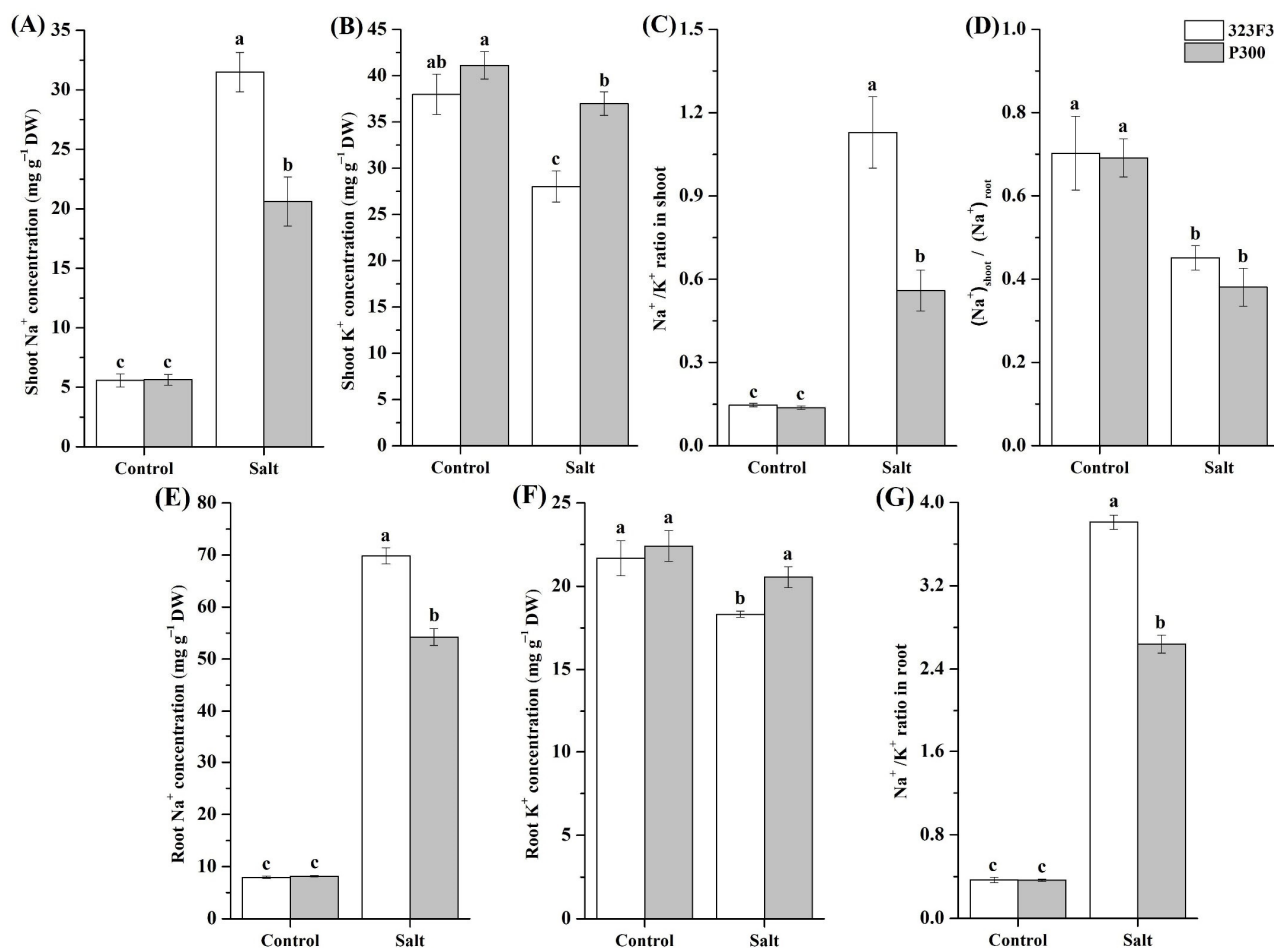 (A)
Shoot Na⁺ concentration (mg g⁻¹ DW)
35
30
25
20
15
10
5
0
c
c
a
b
Control
Salt
(B)
Shoot K⁺ concentration (mg g⁻¹ DW)
45
40
35
30
25
20
15
10
5
0
ab
a
c
b
Control
Salt
(C)
Na⁺ /K⁺ ratio in shoot
1.5
1.2
0.9
0.6
0.3
0.0
c
c
a
b
Control
Salt
(D)
(Na⁺)shoot / (Na⁺)root
1.0
0.8
0.6
0.4
0.2
0.0
a
a
b
b
Control
Salt
323F3
P300
(E)
Root Na⁺ concentration (mg g⁻¹ DW)
80
70
60
50
40
30
20
10
0
c
c
a
b
Control
Salt
(F)
Root K⁺ concentration (mg g⁻¹ DW)
25
20
15
10
5
0
a
a
b
a
Control
Salt
(G)
Na⁺ /K⁺ ratio in root
4.0
3.2
2.4
1.6
0.8
0.0
c
c
a
b
Control
Salt